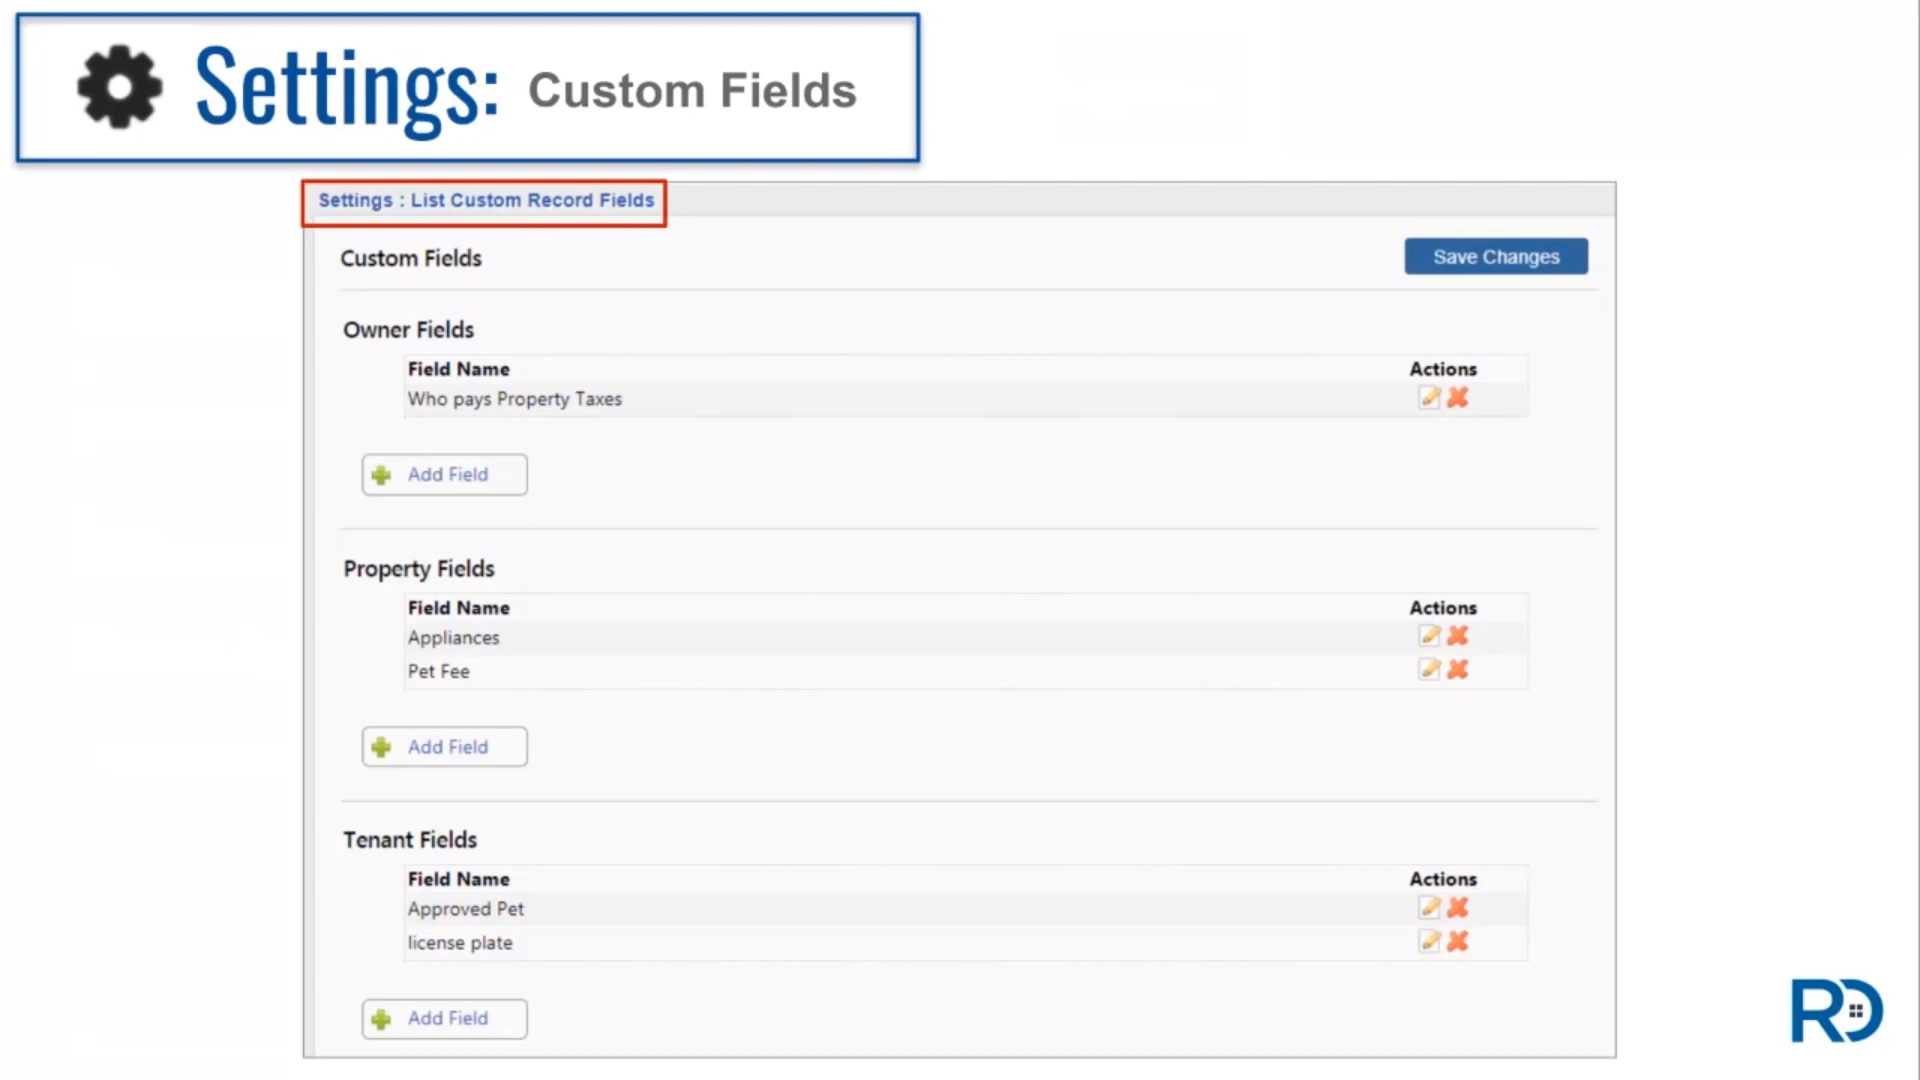 Settings: Custom Fields
Settings : List Custom Record Fields
Custom Fields
Save Changes
Owner Fields
Field Name Actions
Who pays Property Taxes
Add Field
Property Fields
Field Name Actions
Appliances
Pet Fee
Add Field
Tenant Fields
Field Name Actions
Approved Pet
license plate
Add Field
RD